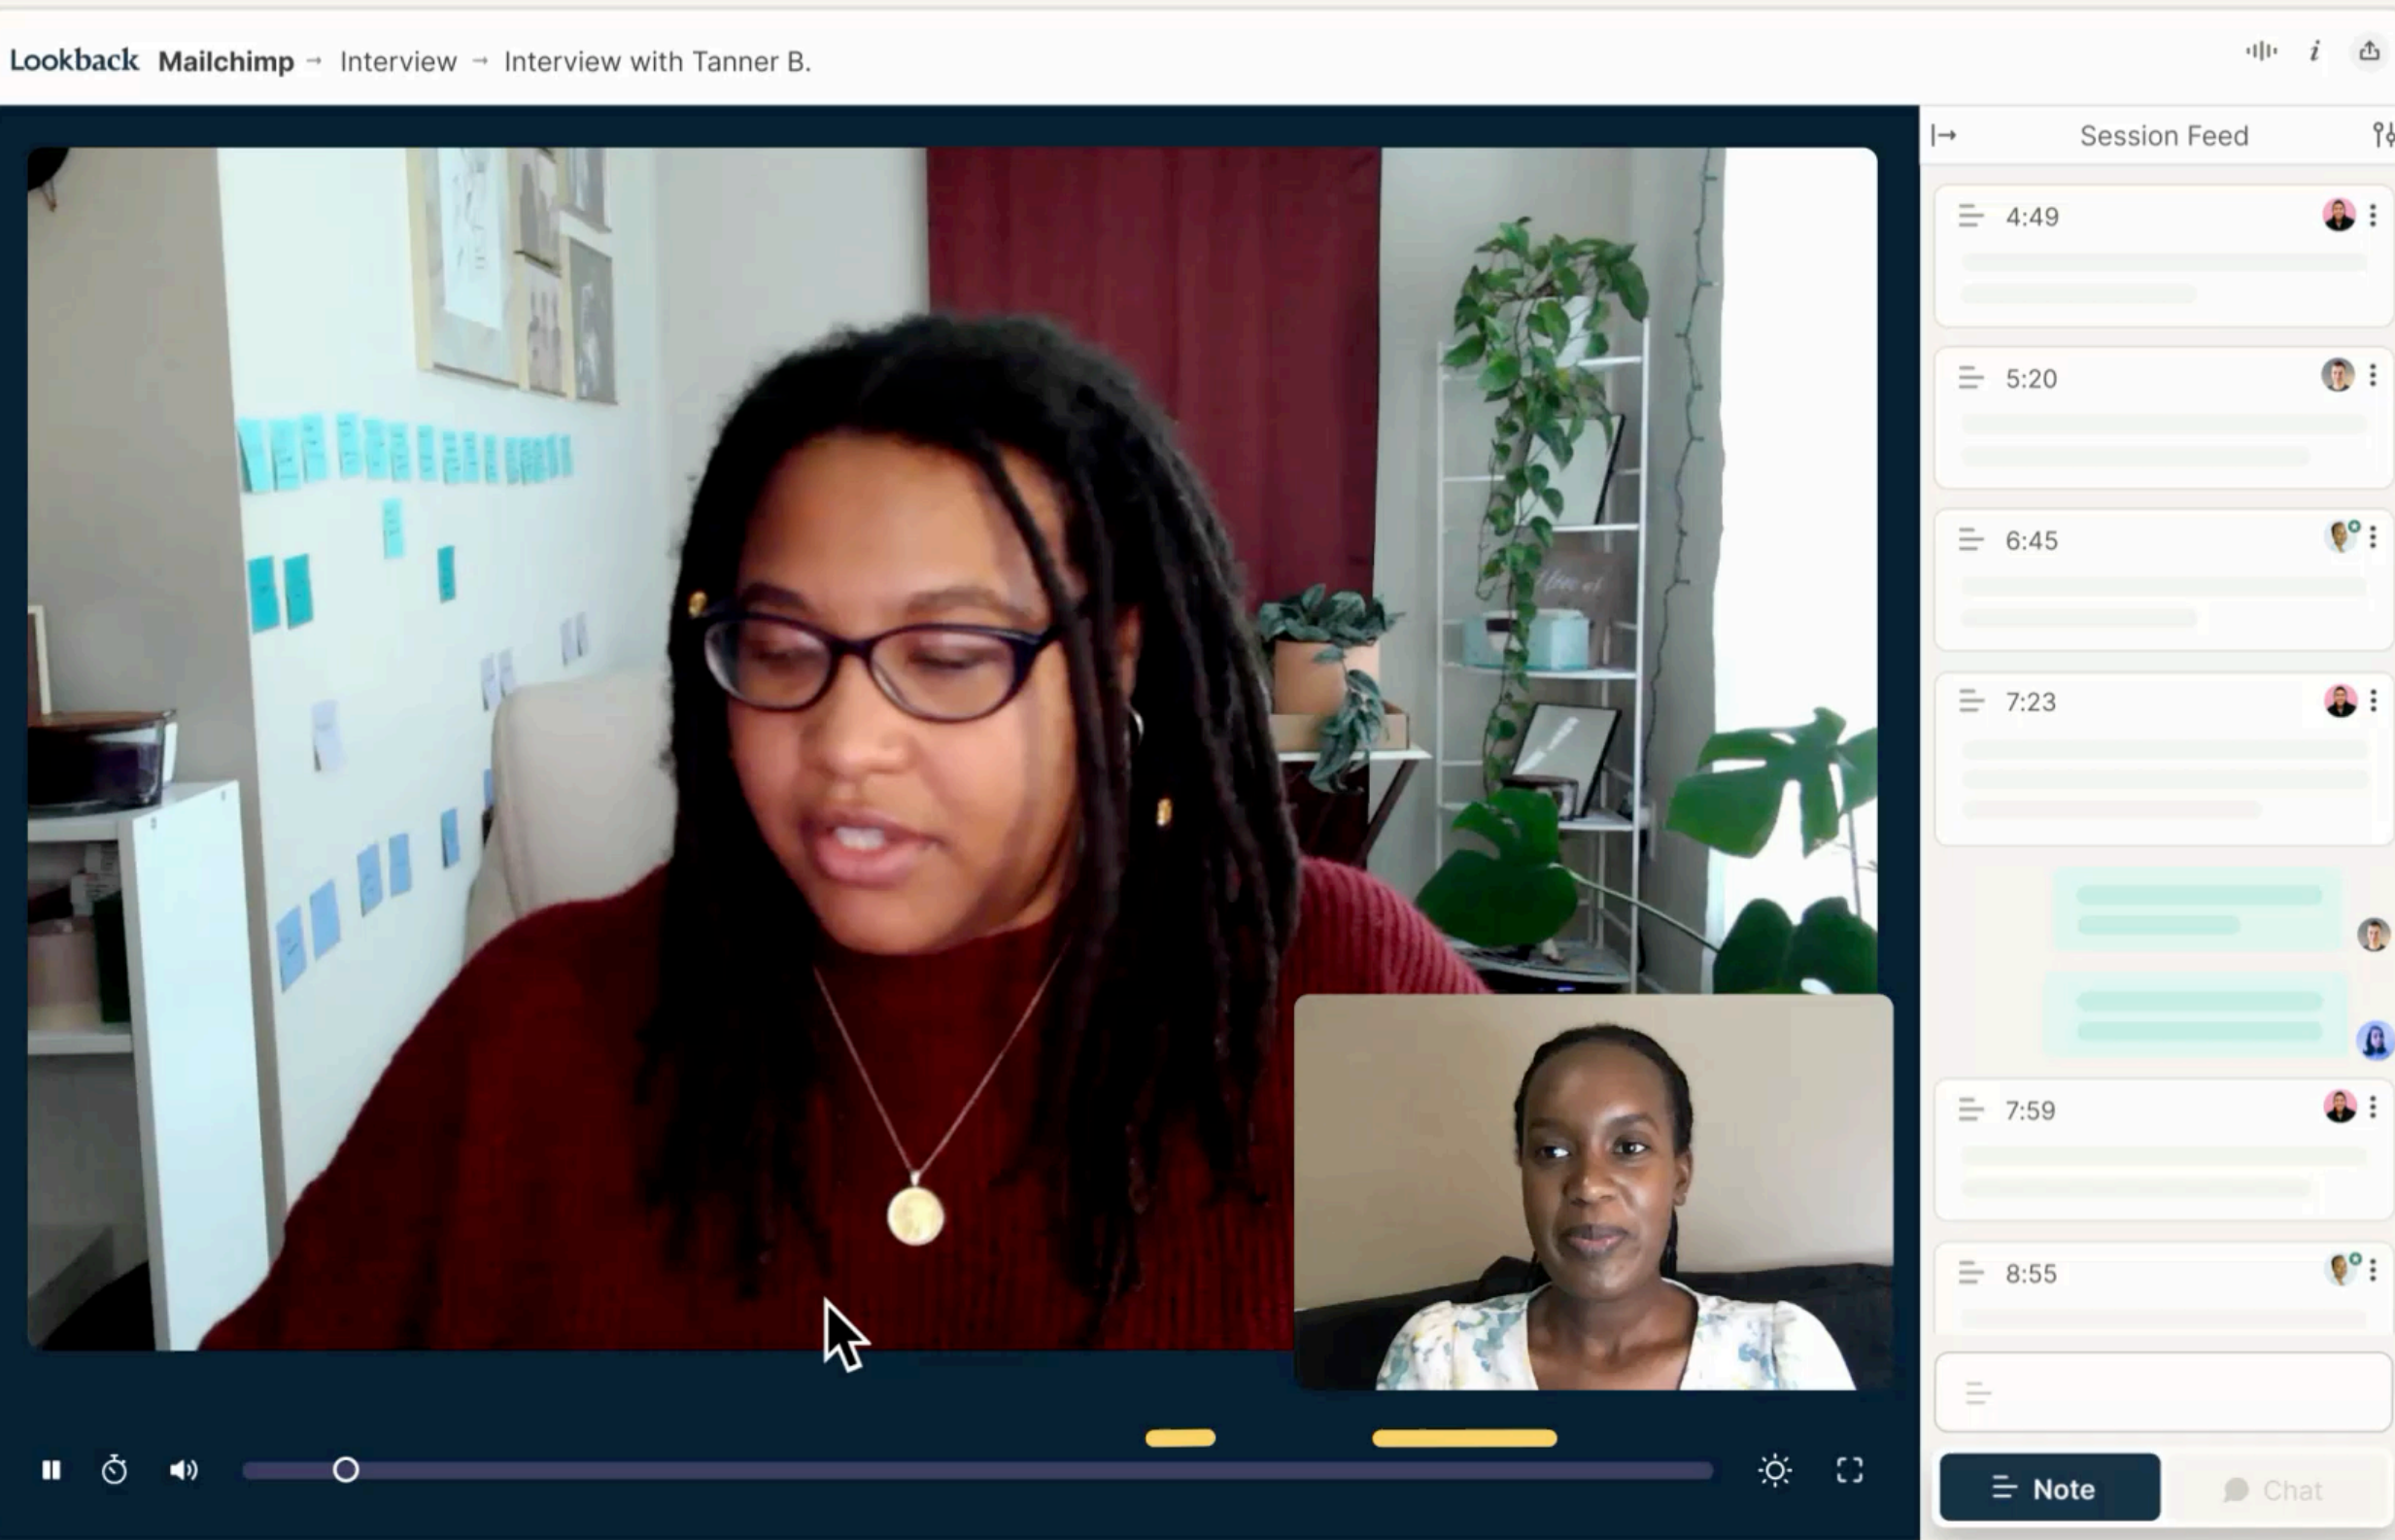 Lookback Mailchimp → Interview → Interview with Tanner B.
Session Feed
4:49
5:20
6:45
7:23
7:59
8:55
Note
Chat